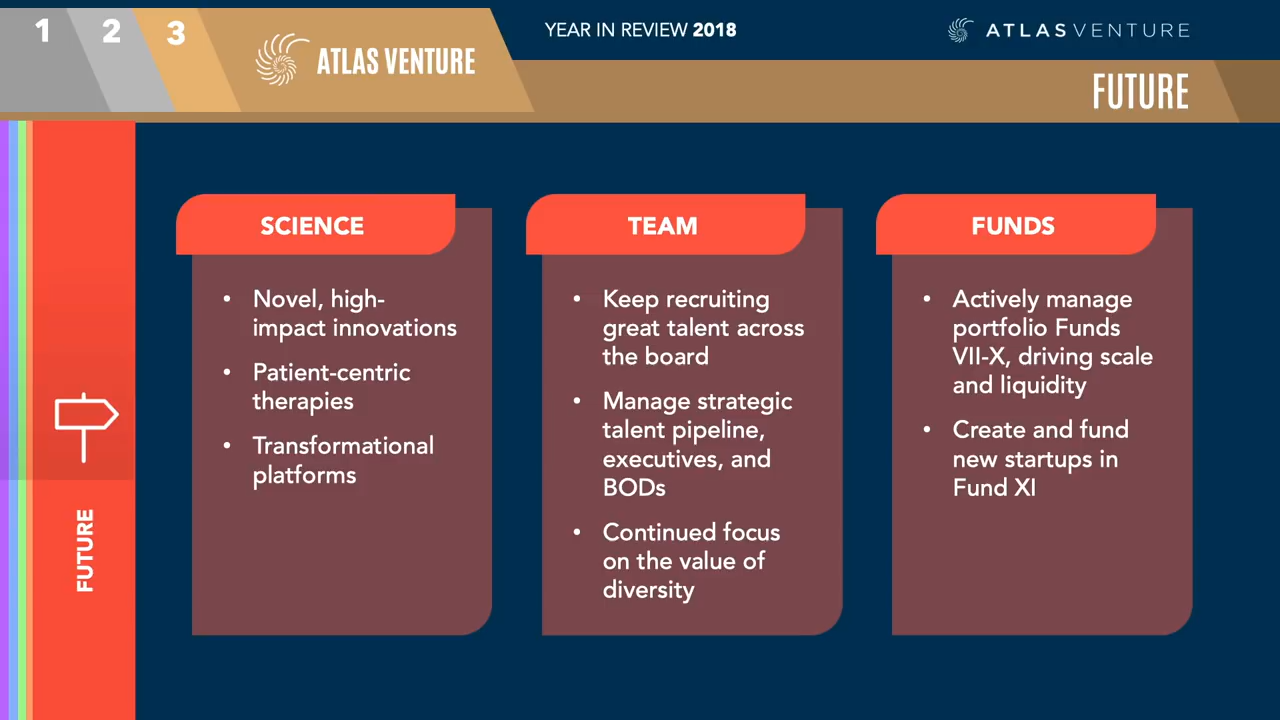 1 2 3
ATLAS VENTURE
YEAR IN REVIEW 2018
ATLAS VENTURE
FUTURE
FUTURE
SCIENCE
• Novel, high-
impact innovations
• Patient-centric
therapies
• Transformational
platforms
TEAM
• Keep recruiting
great talent across
the board
• Manage strategic
talent pipeline,
executives, and
BODs
• Continued focus
on the value of
diversity
FUNDS
• Actively manage
portfolio Funds
VII-X, driving scale
and liquidity
• Create and fund
new startups in
Fund XI